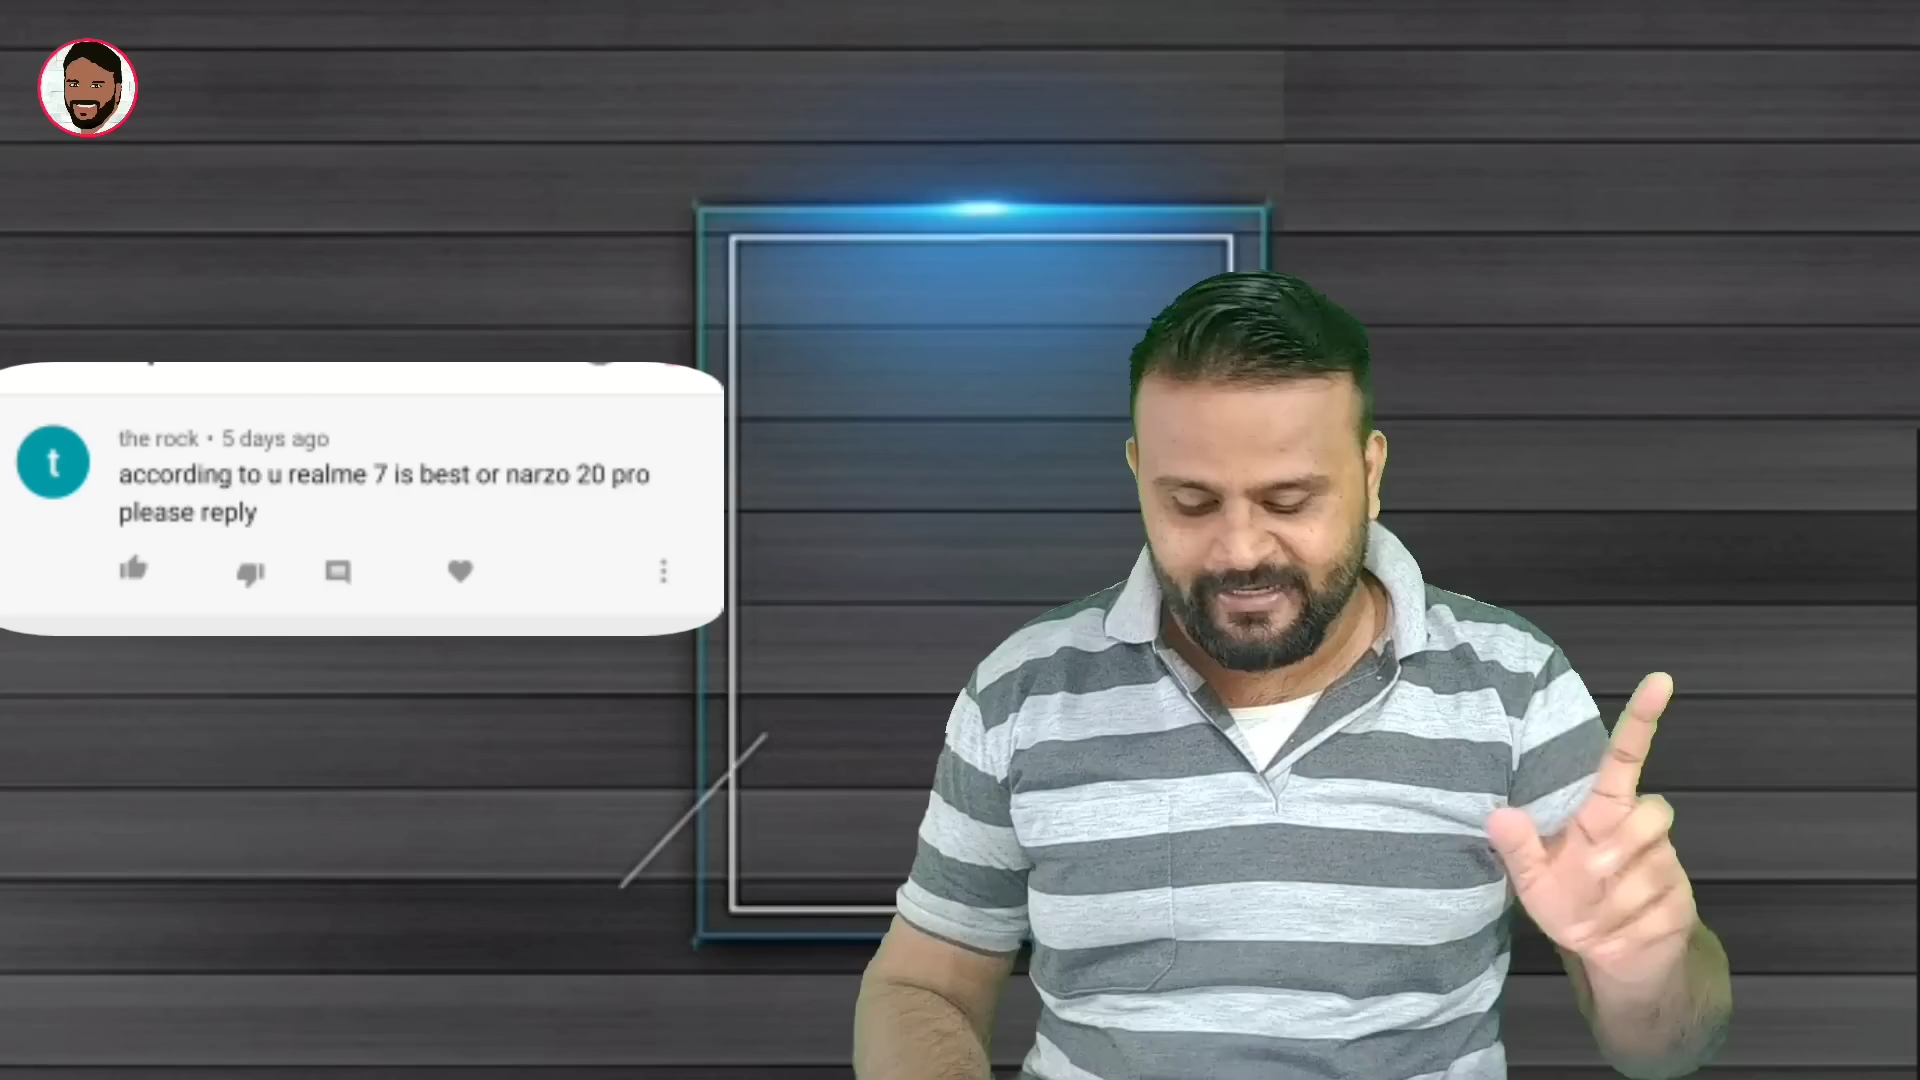 t
the rock • 5 days ago
according to u realme 7 is best or narzo 20 pro
please reply